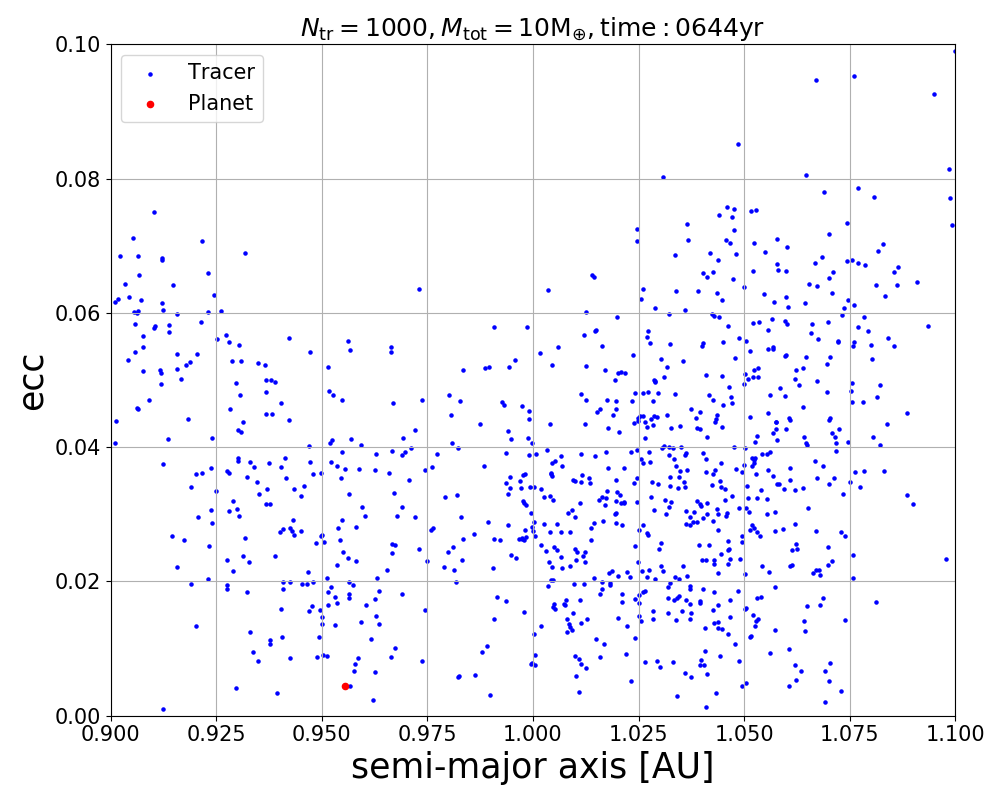 N_tr = 1000, M_tot = 10M_⊕, time : 0644yr
0.10
Tracer
Planet
0.08
0.06
ecc
0.04
0.02
0.00
0.900 0.925 0.950 0.975 1.000 1.025 1.050 1.075 1.100
semi-major axis [AU]